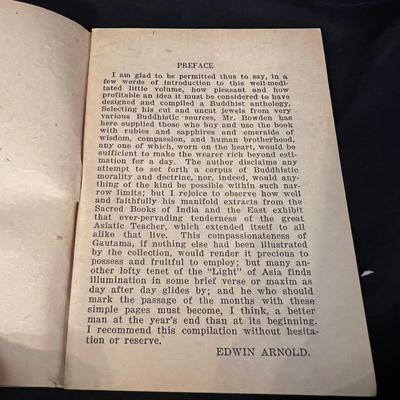 PREFACE
I am glad to be permitted thus to say, in a
few words of introduction to this well-medi-
tated little volume, how pleasant and how
profitable an idea it must be considered to have
designed and compiled a Buddhist anthology.
Selecting his cut and uncut jewels from very
various Buddhistic sources, Mr. Bowden has
here supplied those who buy and use the book
with rubies and sapphires and emeralds of
wisdom, compassion, and human brotherhood,
any one of which, worn on the heart, would be
sufficient to make the wearer rich beyond esti-
mation for a day. The author disclaims any
attempt to set forth a corpus of Buddhistic
morality and doctrine, nor, indeed, would any-
thing of the kind be possible within such nar-
row limits; but I rejoice to observe how well
and faithfully his manifold extracts from the
Sacred Books of India and the East exhibit
that ever-pervading tenderness of the great
Asiatic Teacher, which extended itself to all
alike that live. This compassionateness of
Gautama, if nothing else had been illustrated
by the collection, would render it precious to
possess and fruitful to employ; but many an-
other lofty tenet of the "Light" of Asia finds
illumination in some brief verse or maxim as
day after day glides by; and he who should
mark the passage of the months with these
simple pages must become, I think, a better
man at the year's end than at its beginning.
I recommend this compilation without hesita-
tion or reserve.
EDWIN ARNOLD.